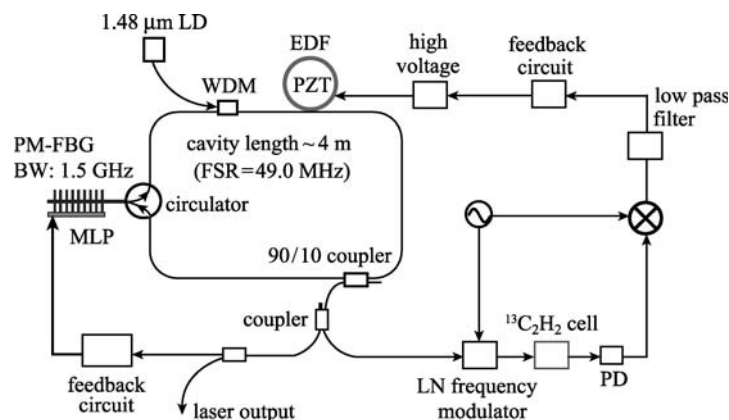 1.48 μm LD
WDM
EDF
PZT
high
voltage
feedback
circuit
low pass
filter
PM-FBG
BW: 1.5 GHz
MLP
circulator
cavity length ~ 4 m
(FSR=49.0 MHz)
90/10 coupler
coupler
feedback
circuit
laser output
LN frequency
modulator
¹³C₂H₂ cell
PD